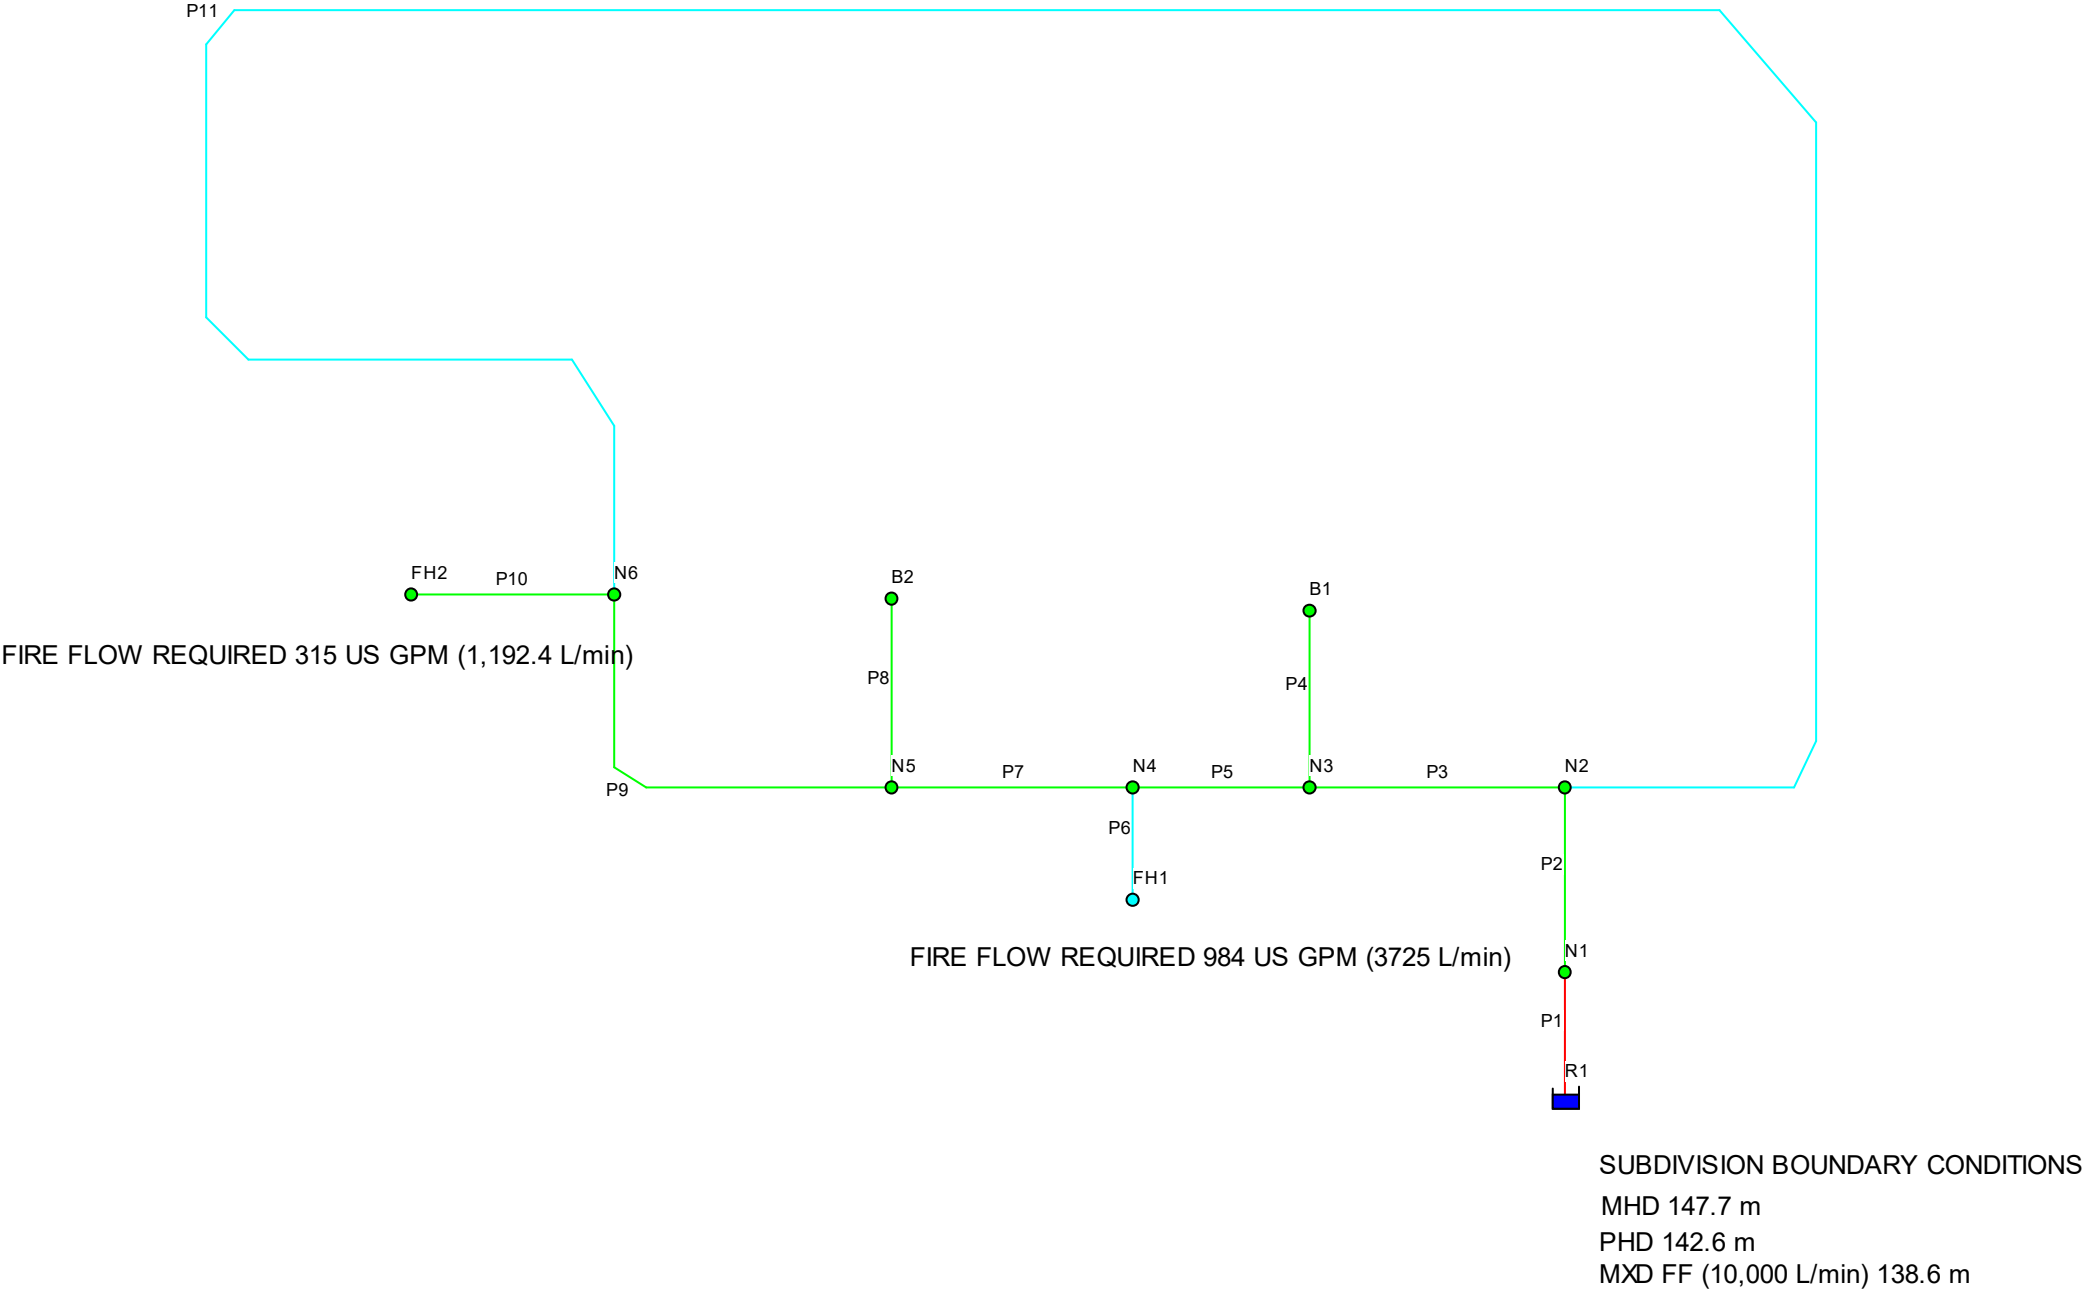 P11
FH2
P10
N6
B2
B1
FIRE FLOW REQUIRED 315 US GPM (1,192.4 L/min)
P8
P4
N5
P7
N4
P5
N3
P3
N2
P9
P6
P2
FH1
FIRE FLOW REQUIRED 984 US GPM (3725 L/min)
N1
P1
R1
SUBDIVISION BOUNDARY CONDITIONS
MHD 147.7 m
PHD 142.6 m
MXD FF (10,000 L/min) 138.6 m